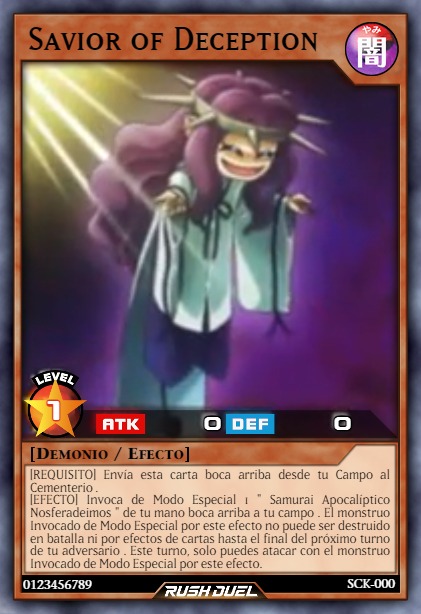 Savior of Deception
やみ
闇
LEVEL
1
ATK 0 DEF 0
[Demonio / Efecto]
[REQUISITO] Envía esta carta boca arriba desde tu Campo al
Cementerio .
[EFECTO] Invoca de Modo Especial 1 " Samurai Apocalíptico
Nosferadeimos " de tu mano boca arriba a tu campo . El monstruo
Invocado de Modo Especial por este efecto no puede ser destruido
en batalla ni por efectos de cartas hasta el final del próximo turno
de tu adversario . Este turno, solo puedes atacar con el monstruo
Invocado de Modo Especial por este efecto.
0123456789 RUSH DUEL SCK-000